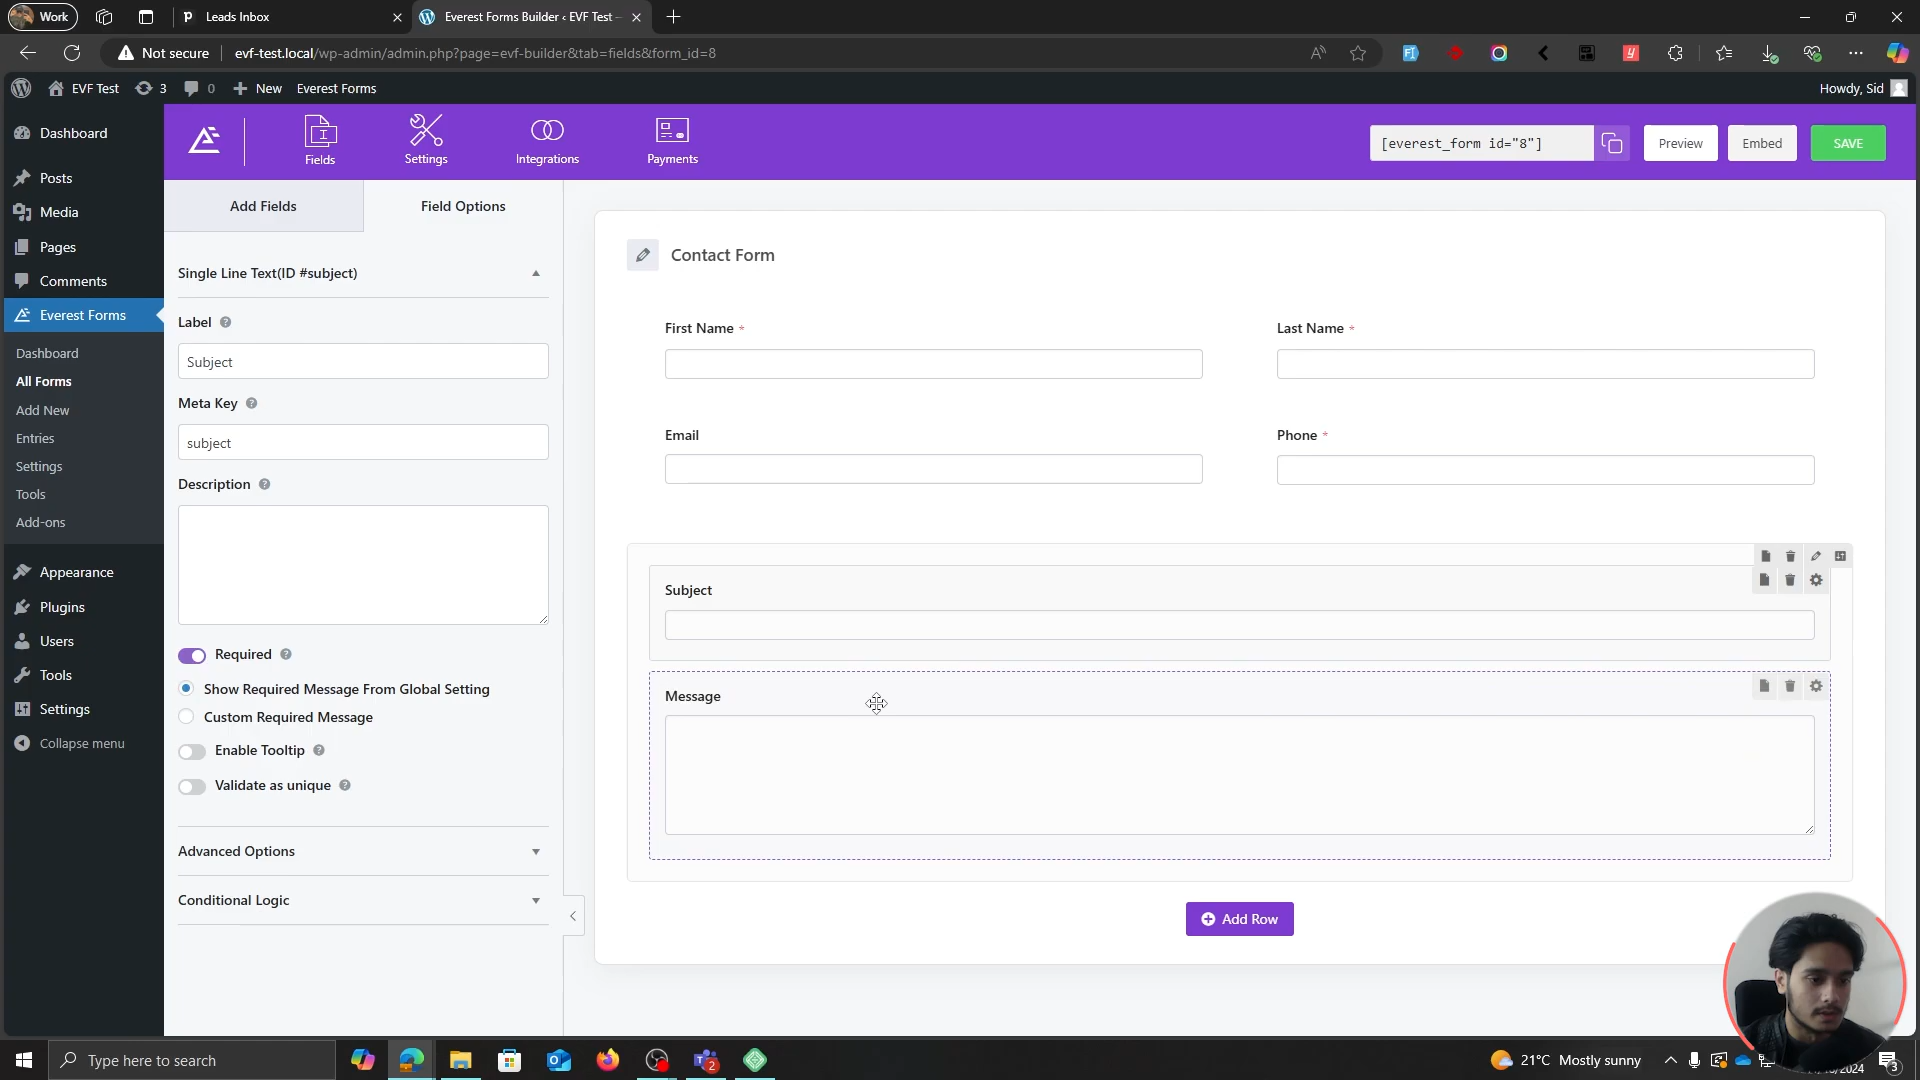 Work
Leads Inbox
Everest Forms Builder ‹ EVF Test –
Not secure
evf-test.local/wp-admin/admin.php?page=evf-builder&tab=fields&form_id=8
EVF Test
3
0
New
Everest Forms
Howdy, Sid
Dashboard
Posts
Media
Pages
Comments
Everest Forms
Dashboard
All Forms
Add New
Entries
Settings
Tools
Add-ons
Appearance
Plugins
Users
Tools
Settings
Collapse menu
Fields
Settings
Integrations
Payments
[everest_form id="8"]
Preview
Embed
SAVE
Add Fields
Field Options
Single Line Text(ID #subject)
Label
Subject
Meta Key
subject
Description
Required
Show Required Message From Global Setting
Custom Required Message
Enable Tooltip
Validate as unique
Advanced Options
Conditional Logic
Contact Form
First Name *
Last Name *
Email
Phone *
Subject
Message
Add Row
Type here to search
2
21°C Mostly sunny
3